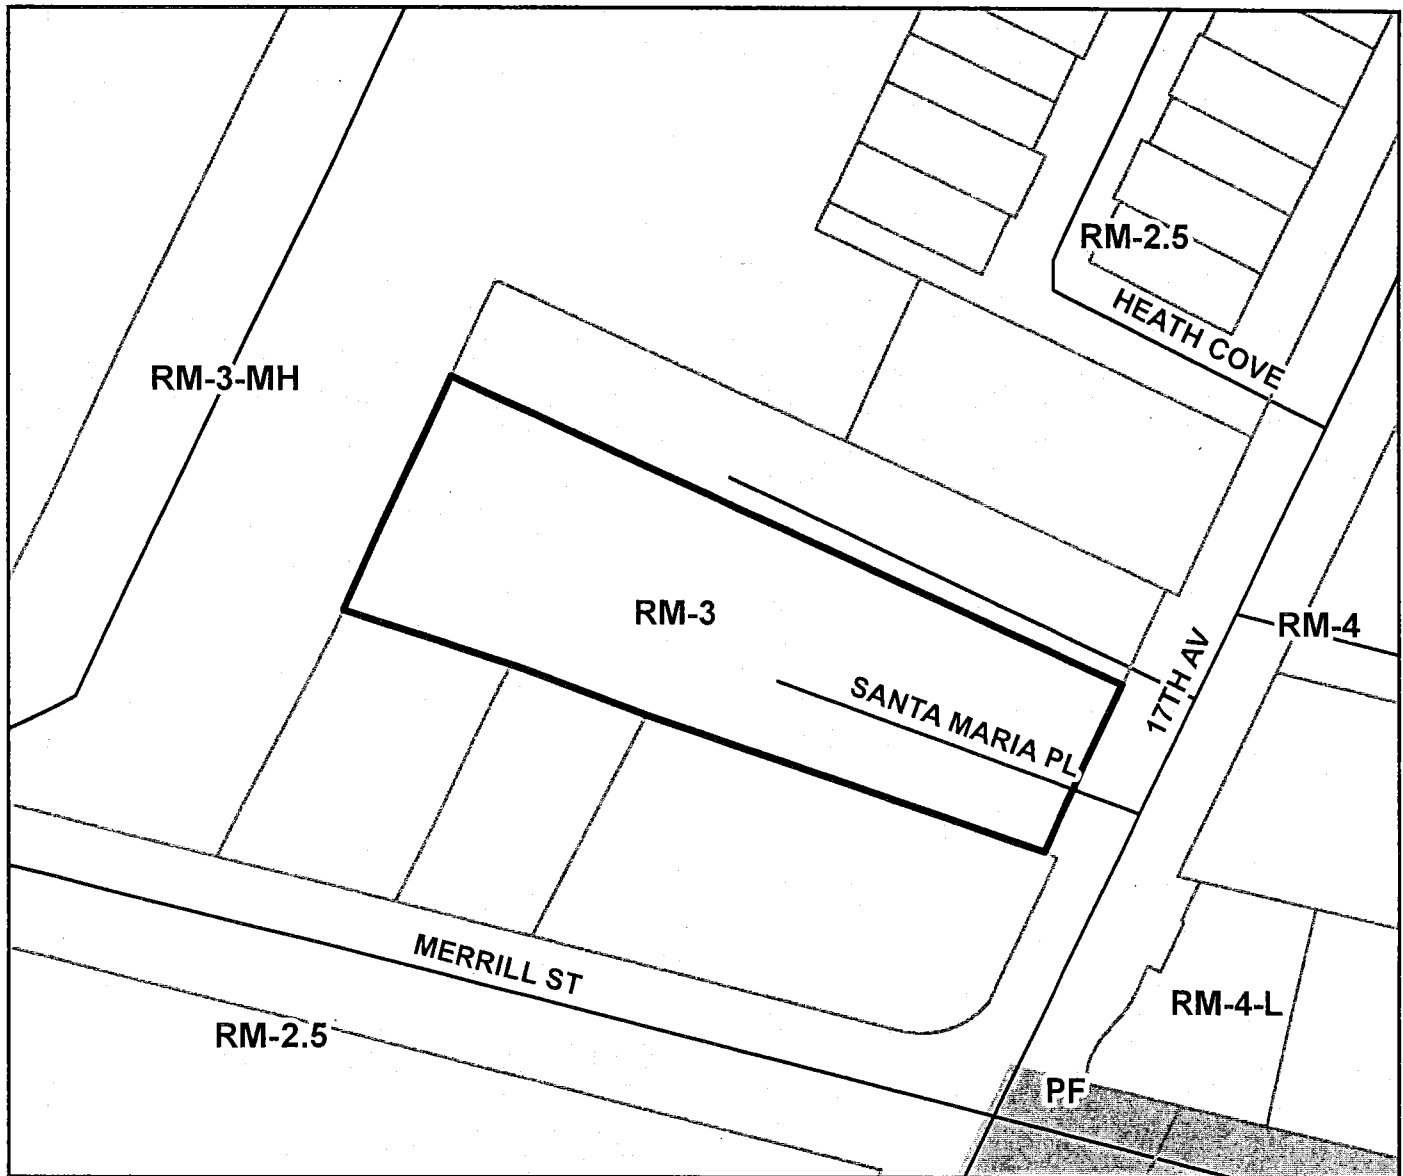 RM-2.5
HEATH COVE
RM-3-MH
RM-3
RM-4
17TH AV
SANTA MARIA PL
MERRILL ST
RM-4-L
RM-2.5
PF